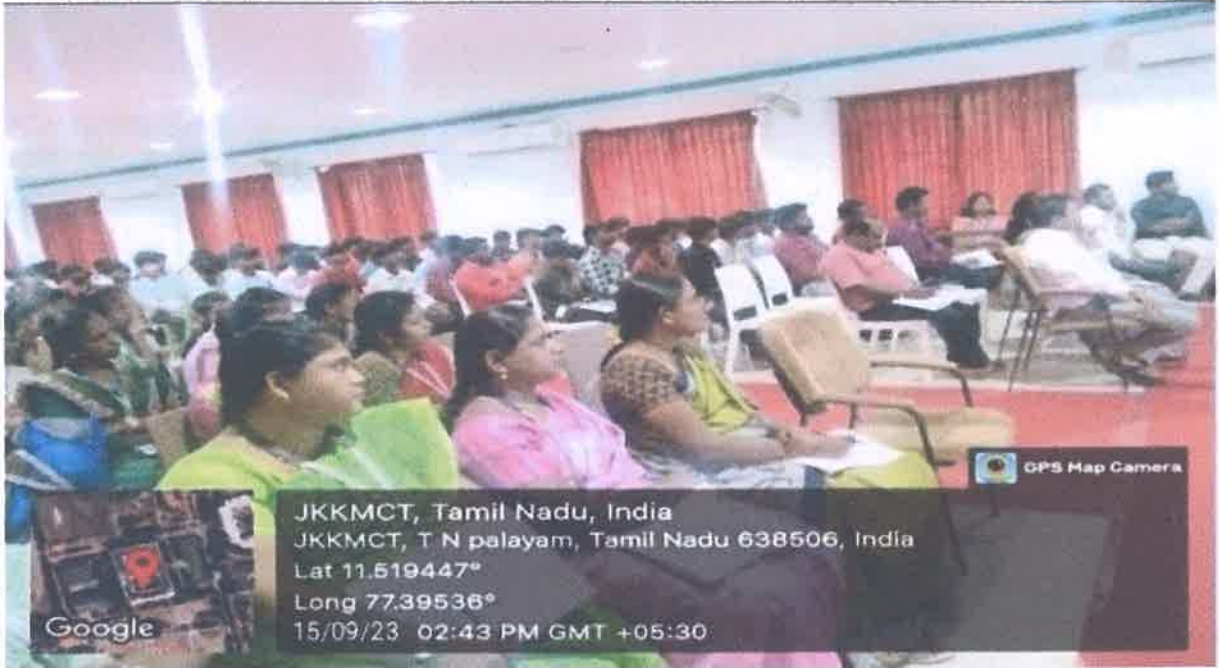 GPS Map Camera
JKKMCT, Tamil Nadu, India
JKKMCT, T N palayam, Tamil Nadu 638506, India
Lat 11.519447°
Long 77.39536°
15/09/23 02:43 PM GMT +05:30
Google